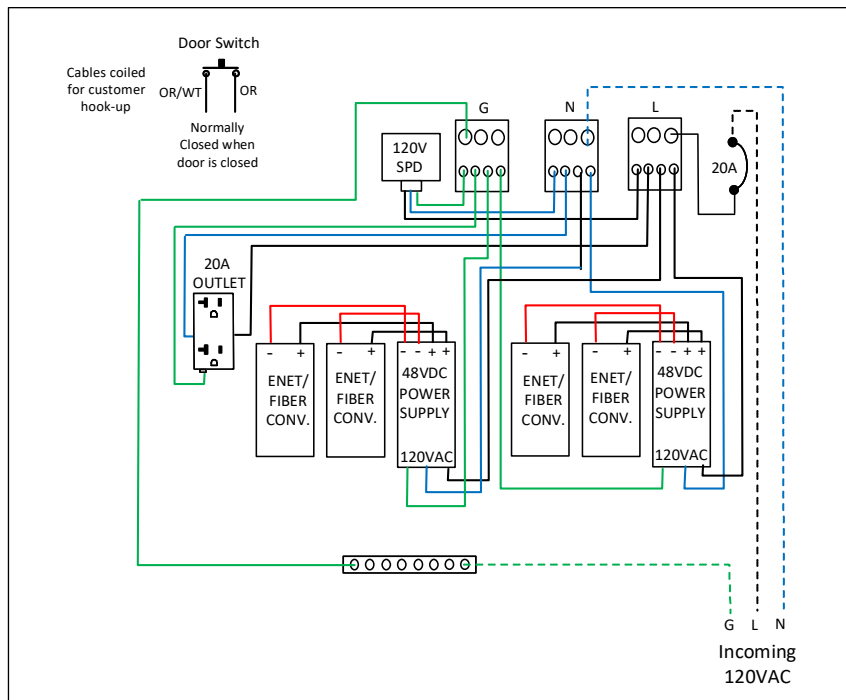 Door Switch
Cables coiled
for customer
hook-up
OR/WT
OR
Normally
Closed when
door is closed
G
N
L
120V
SPD
20A
20A
OUTLET
- +
- +
- - + +
- +
- +
- - + +
ENET/
FIBER
CONV.
ENET/
FIBER
CONV.
48VDC
POWER
SUPPLY
120VAC
ENET/
FIBER
CONV.
ENET/
FIBER
CONV.
48VDC
POWER
SUPPLY
120VAC
G L N
Incoming
120VAC